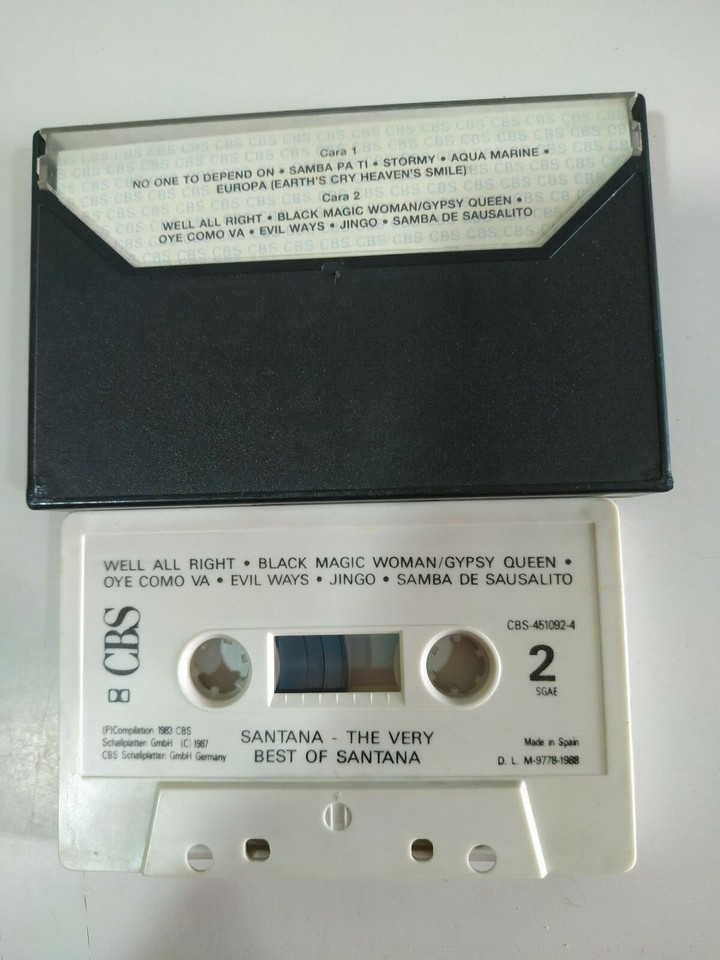 Cara 1
NO ONE TO DEPEND ON • SAMBA PA TI • STORMY • AQUA MARINE •
EUROPA (EARTH'S CRY HEAVEN'S SMILE)
Cara 2
WELL ALL RIGHT • BLACK MAGIC WOMAN/GYPSY QUEEN •
OYE COMO VA • EVIL WAYS • JINGO • SAMBA DE SAUSALITO
WELL ALL RIGHT • BLACK MAGIC WOMAN/GYPSY QUEEN •
OYE COMO VA • EVIL WAYS • JINGO • SAMBA DE SAUSALITO
CBS
CBS-451092-4
2
SGAE
(P)Compilation 1983 CBS
Schallplatten GmbH (C) 1987
CBS Schallplatten GmbH Germany
SANTANA - THE VERY
BEST OF SANTANA
Made in Spain
D. L. M-9778-1988